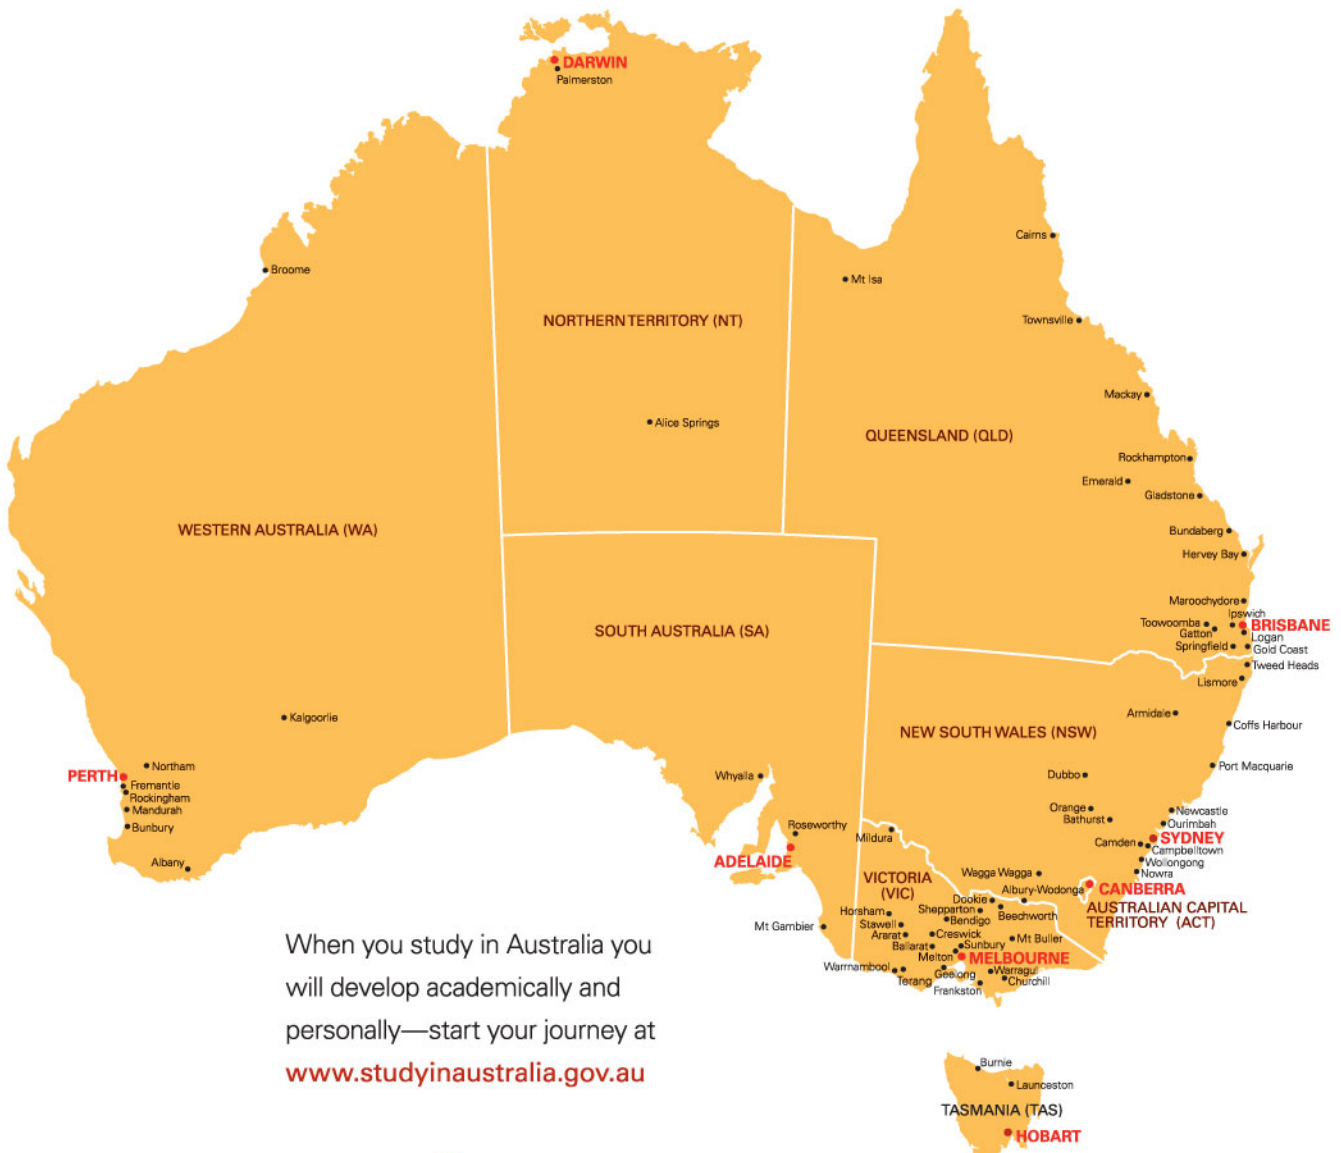 DARWIN
Palmerston
Cairns
Broome
Mt Isa
NORTHERN TERRITORY (NT)
Townsville
Mackay
Alice Springs
QUEENSLAND (QLD)
Rockhampton
Emerald
Gladstone
WESTERN AUSTRALIA (WA)
Bundaberg
Hervey Bay
Maroochydore
Ipswich
Toowoomba
BRISBANE
Gatton
Logan
Springfield
Gold Coast
SOUTH AUSTRALIA (SA)
Tweed Heads
Lismore
Armidale
Kalgoorlie
Coffs Harbour
NEW SOUTH WALES (NSW)
Northam
Port Macquarie
PERTH
Whyalla
Dubbo
Fremantle
Rockingham
Mandurah
Orange
Newcastle
Bathurst
Ourimbah
Bunbury
Roseworthy
Mildura
SYDNEY
Camden
Campbelltown
Albany
ADELAIDE
Wollongong
Nowra
VICTORIA
(VIC)
Wagga Wagga
Albury-Wodonga
CANBERRA
AUSTRALIAN CAPITAL
TERRITORY (ACT)
Dookie
Shepparton
Beechworth
Horsham
Bendigo
Stawell
Mt Gambier
Ararat
Creswick
Mt Buller
Ballarat
Sunbury
Melton
MELBOURNE
Warrnambool
Terang
Geelong
Warragul
Frankston
Churchill
When you study in Australia you
will develop academically and
personally—start your journey at
www.studyinaustralia.gov.au
Burnie
Launceston
TASMANIA (TAS)
HOBART